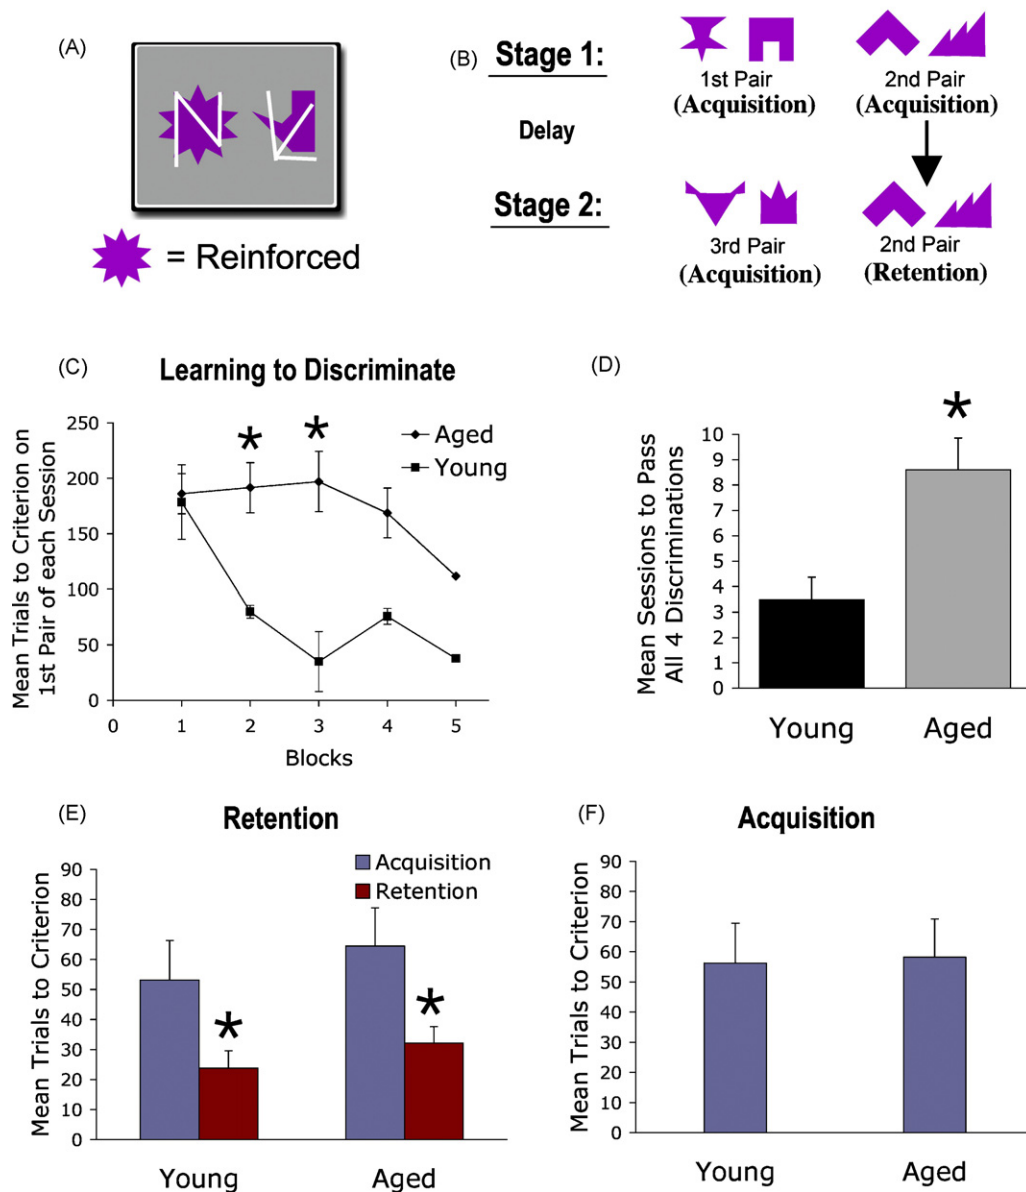 (A)
= Reinforced
(B)
Stage 1:
1st Pair
(Acquisition)
2nd Pair
(Acquisition)
Delay
Stage 2:
3rd Pair
(Acquisition)
2nd Pair
(Retention)
(C)
Learning to Discriminate
Mean Trials to Criterion on
1st Pair of each Session
250
200
150
100
50
0
* *
Aged
Young
0 1 2 3 4 5
Blocks
(D)
Mean Sessions to Pass
All 4 Discriminations
10
9
8
7
6
5
4
3
2
1
0
*
Young Aged
(E)
Retention
Mean Trials to Criterion
90
80
70
60
50
40
30
20
10
0
Acquisition
Retention
* *
Young Aged
(F)
Acquisition
Mean Trials to Criterion
90
80
70
60
50
40
30
20
10
0
Young Aged